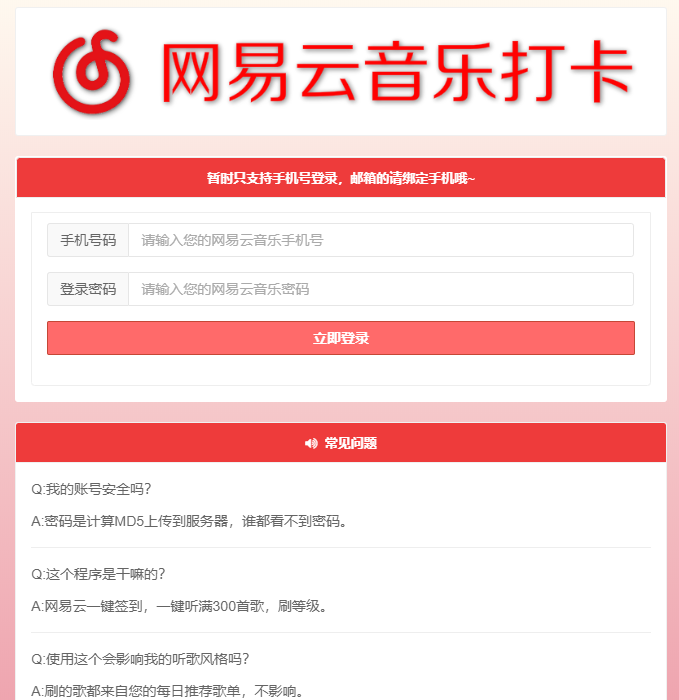 网易云音乐打卡
暂时只支持手机号登录，邮箱的请绑定手机哦~
手机号码 请输入您的网易云音乐手机号
登录密码 请输入您的网易云音乐密码
立即登录
常见问题
Q:我的账号安全吗？
A:密码是计算MD5上传到服务器，谁都看不到密码。
Q:这个程序是干嘛的？
A:网易云一键签到，一键听满300首歌，刷等级。
Q:使用这个会影响我的听歌风格吗？
A:刷的歌都来自您的每日推荐歌单，不影响。